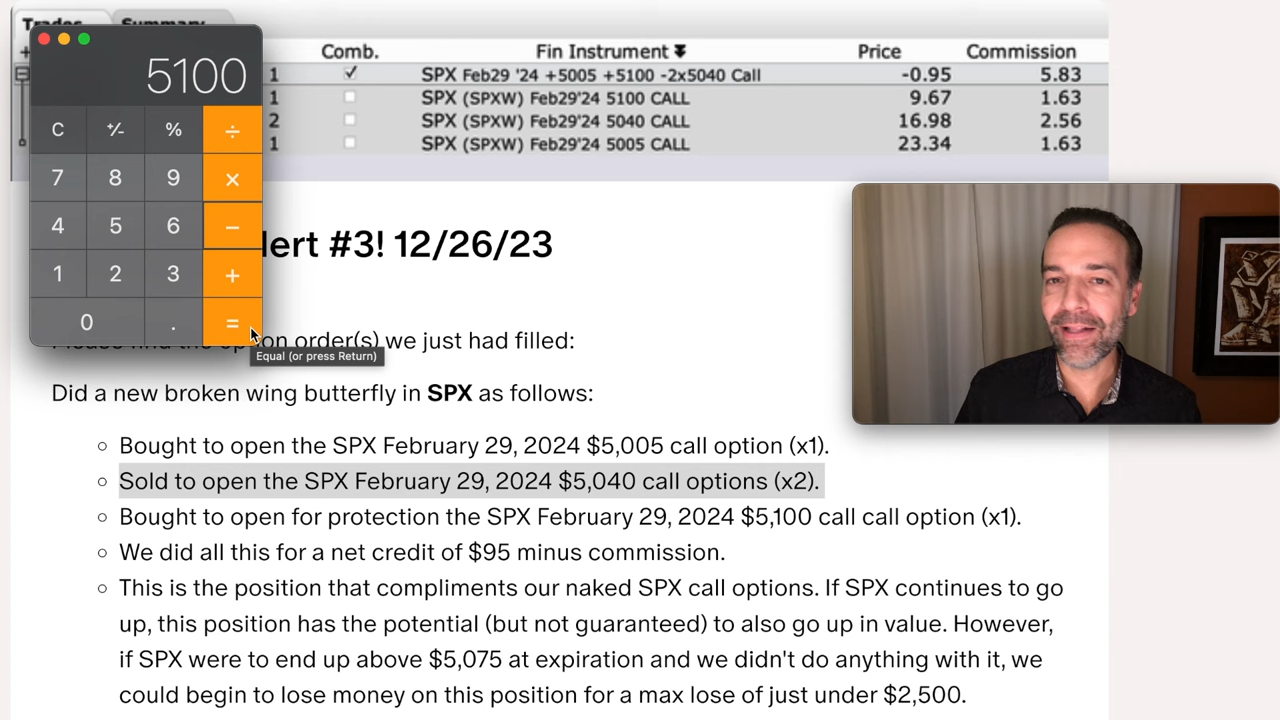 Trades Summary
Comb. Fin Instrument Price Commission
1 SPX Feb29 '24 +5005 +5100 -2x5040 Call -0.95 5.83
1 SPX (SPXW) Feb29'24 5100 CALL 9.67 1.63
2 SPX (SPXW) Feb29'24 5040 CALL 16.98 2.56
1 SPX (SPXW) Feb29'24 5005 CALL 23.34 1.63
5100
C +/- % ÷
7 8 9 ×
4 5 6 −
1 2 3 +
0 . =
Equal (or press Return)
lert #3! 12/26/23
option order(s) we just had filled:
Did a new broken wing butterfly in SPX as follows:
○ Bought to open the SPX February 29, 2024 $5,005 call option (x1).
○ Sold to open the SPX February 29, 2024 $5,040 call options (x2).
○ Bought to open for protection the SPX February 29, 2024 $5,100 call call option (x1).
○ We did all this for a net credit of $95 minus commission.
○ This is the position that compliments our naked SPX call options. If SPX continues to go
up, this position has the potential (but not guaranteed) to also go up in value. However,
if SPX were to end up above $5,075 at expiration and we didn't do anything with it, we
could begin to lose money on this position for a max lose of just under $2,500.